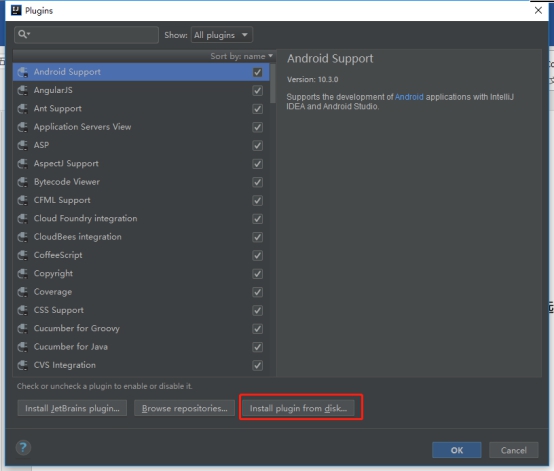 Plugins
Show: All plugins
Sort by: name
Android Support
AngularJS
Ant Support
Application Servers View
ASP
AspectJ Support
Bytecode Viewer
CFML Support
Cloud Foundry integration
CloudBees integration
CoffeeScript
Copyright
Coverage
CSS Support
Cucumber for Groovy
Cucumber for Java
CVS Integration
Android Support
Version: 10.3.0
Supports the development of Android applications with IntelliJ
IDEA and Android Studio.
Check or uncheck a plugin to enable or disable it.
Install JetBrains plugin...
Browse repositories...
Install plugin from disk...
?
OK
Cancel